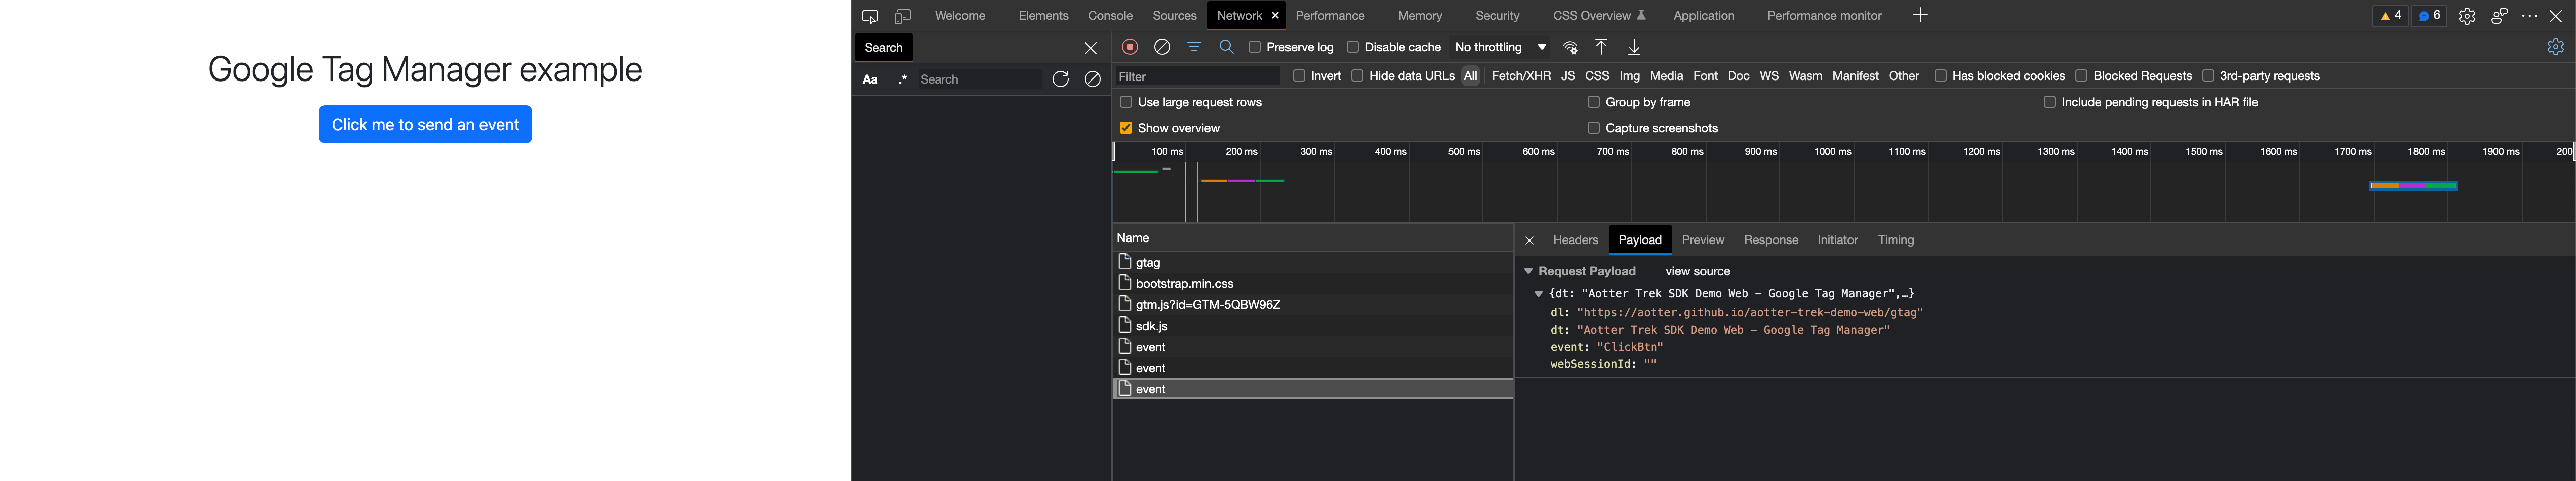 Google Tag Manager example
Click me to send an event
Welcome Elements Console Sources Network Performance Memory Security CSS Overview Application Performance monitor 4 6
Search
Aa .* Search
Preserve log Disable cache No throttling
Filter Invert Hide data URLs All Fetch/XHR JS CSS Img Media Font Doc WS Wasm Manifest Other Has blocked cookies Blocked Requests 3rd-party requests
Use large request rows Group by frame Include pending requests in HAR file
Show overview Capture screenshots
100 ms 200 ms 300 ms 400 ms 500 ms 600 ms 700 ms 800 ms 900 ms 1000 ms 1100 ms 1200 ms 1300 ms 1400 ms 1500 ms 1600 ms 1700 ms 1800 ms 1900 ms 200
Name
gtag
bootstrap.min.css
gtm.js?id=GTM-5QBW96Z
sdk.js
event
event
event
Headers Payload Preview Response Initiator Timing
Request Payload view source
{dt: "Aotter Trek SDK Demo Web – Google Tag Manager",…}
dl: "https://aotter.github.io/aotter-trek-demo-web/gtag"
dt: "Aotter Trek SDK Demo Web – Google Tag Manager"
event: "ClickBtn"
webSessionId: ""